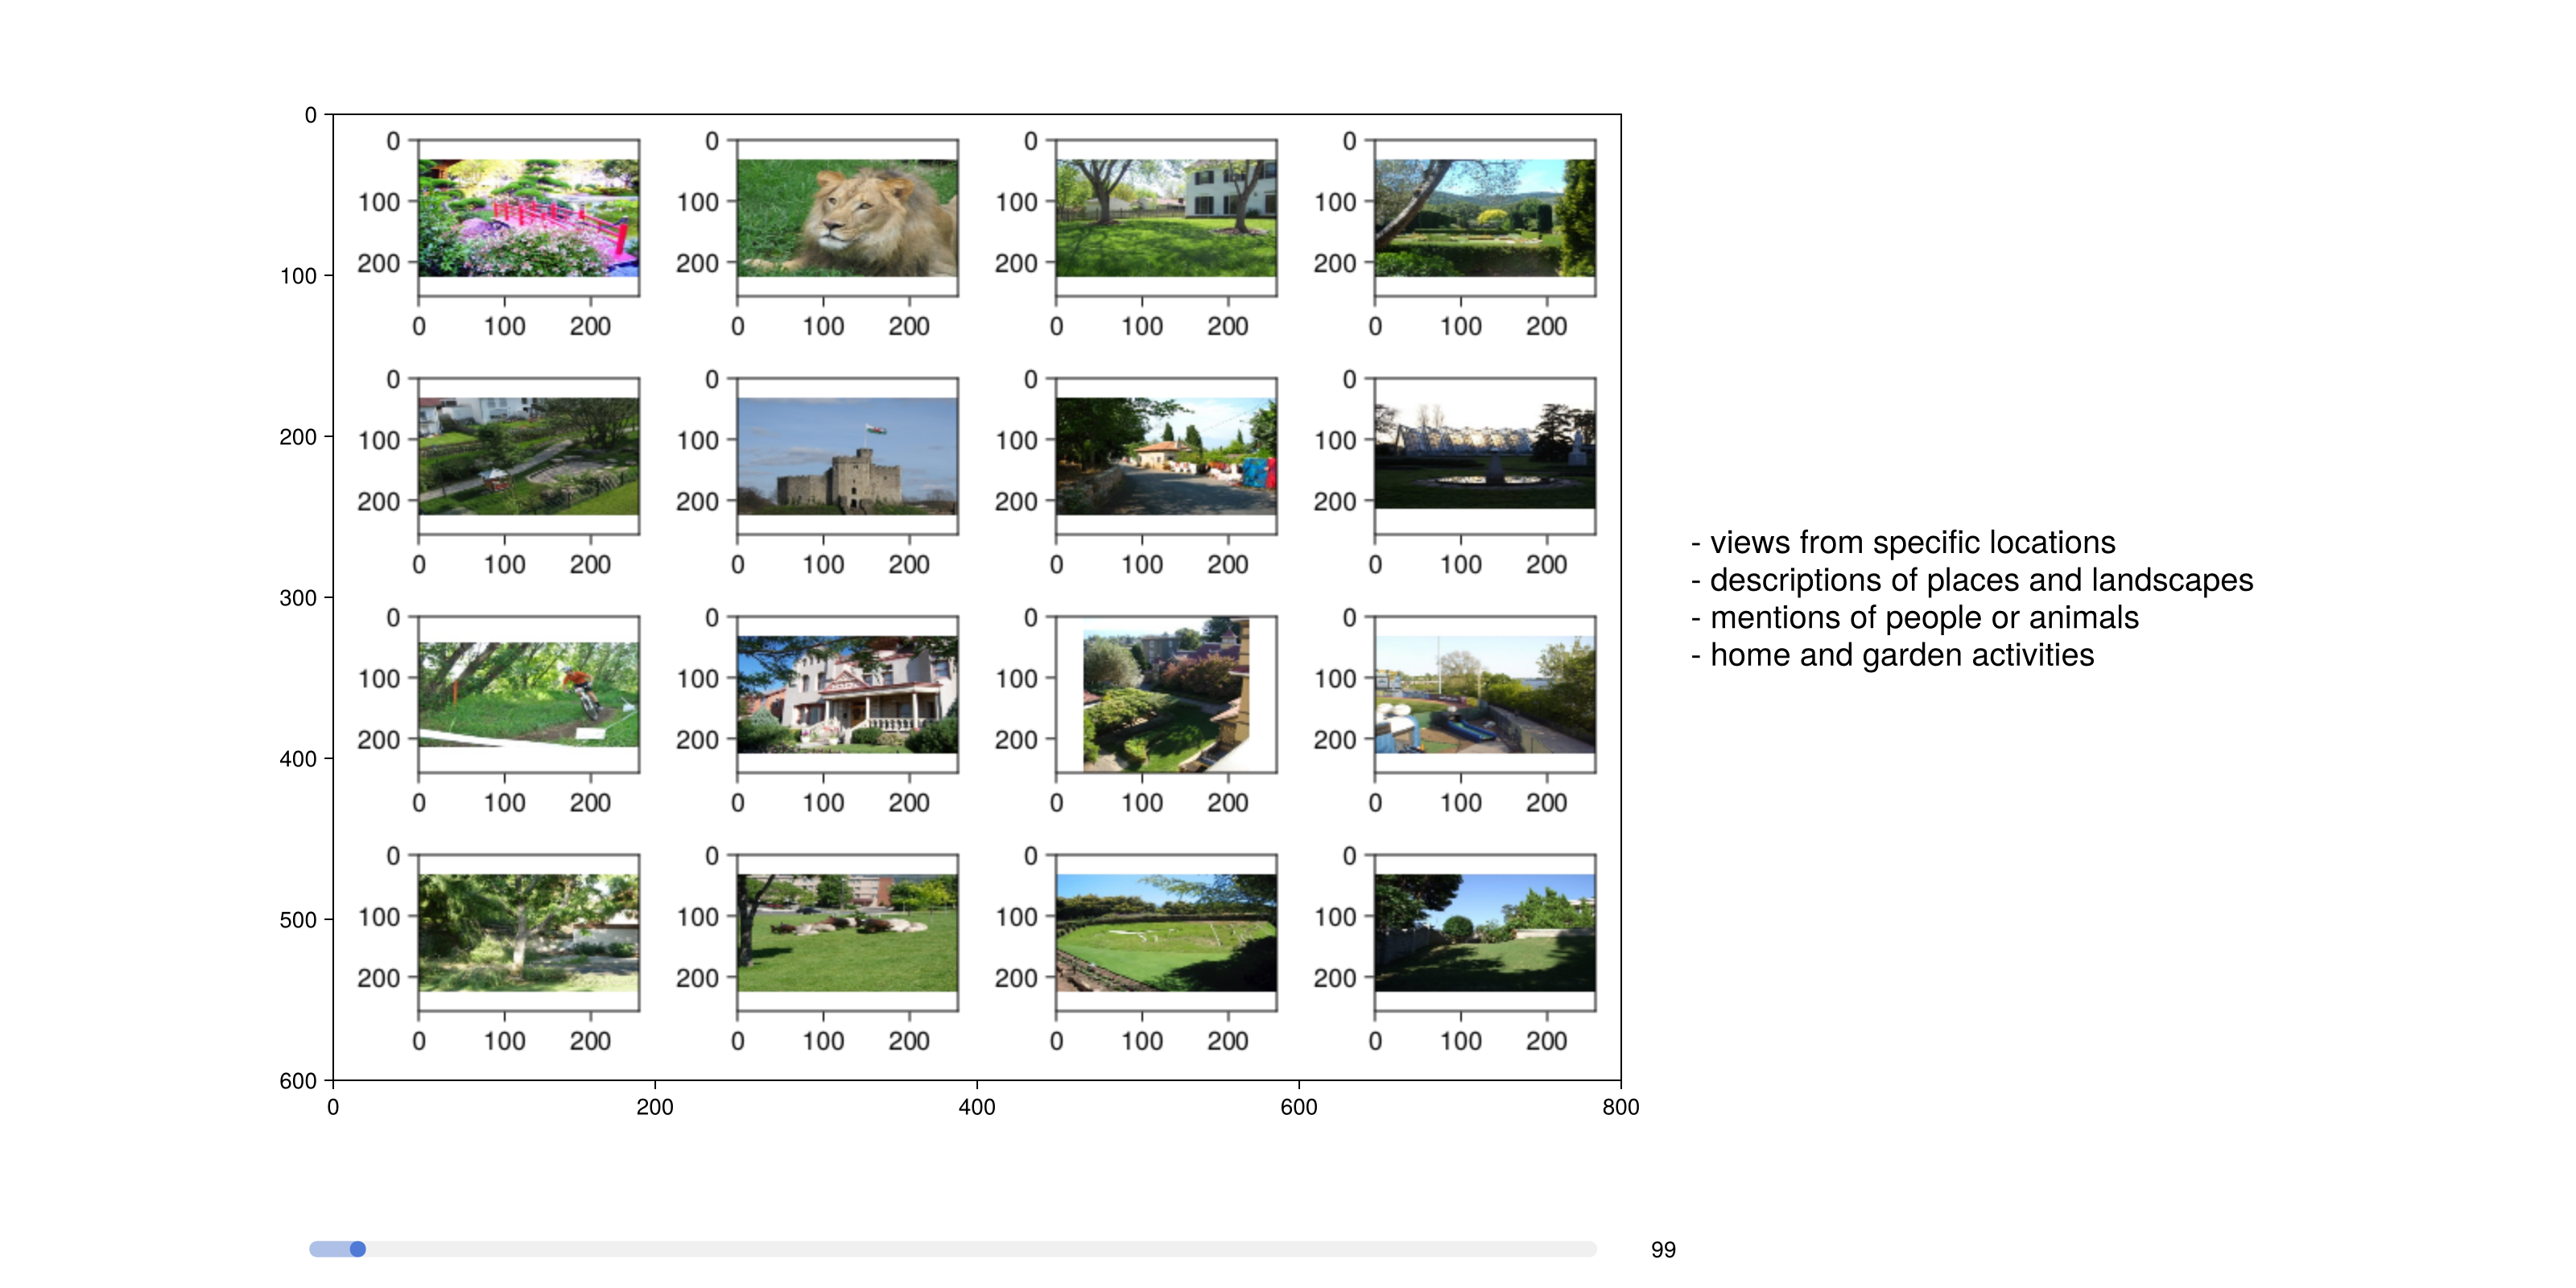 0
0 0 0 0
100 100 100 100
200 200 200 200
0 100 200 0 100 200 0 100 200 0 100 200
100
0 0 0 0
200
100 100 100 100
200 200 200 200
0 100 200 0 100 200 0 100 200 0 100 200
- views from specific locations
- descriptions of places and landscapes
- mentions of people or animals
- home and garden activities
300
0 0 0 0
100 100 100 100
200 200 200 200
400
0 100 200 0 100 200 0 100 200 0 100 200
0 0 0 0
500
100 100 100 100
200 200 200 200
0 100 200 0 100 200 0 100 200 0 100 200
600
0 200 400 600 800
99